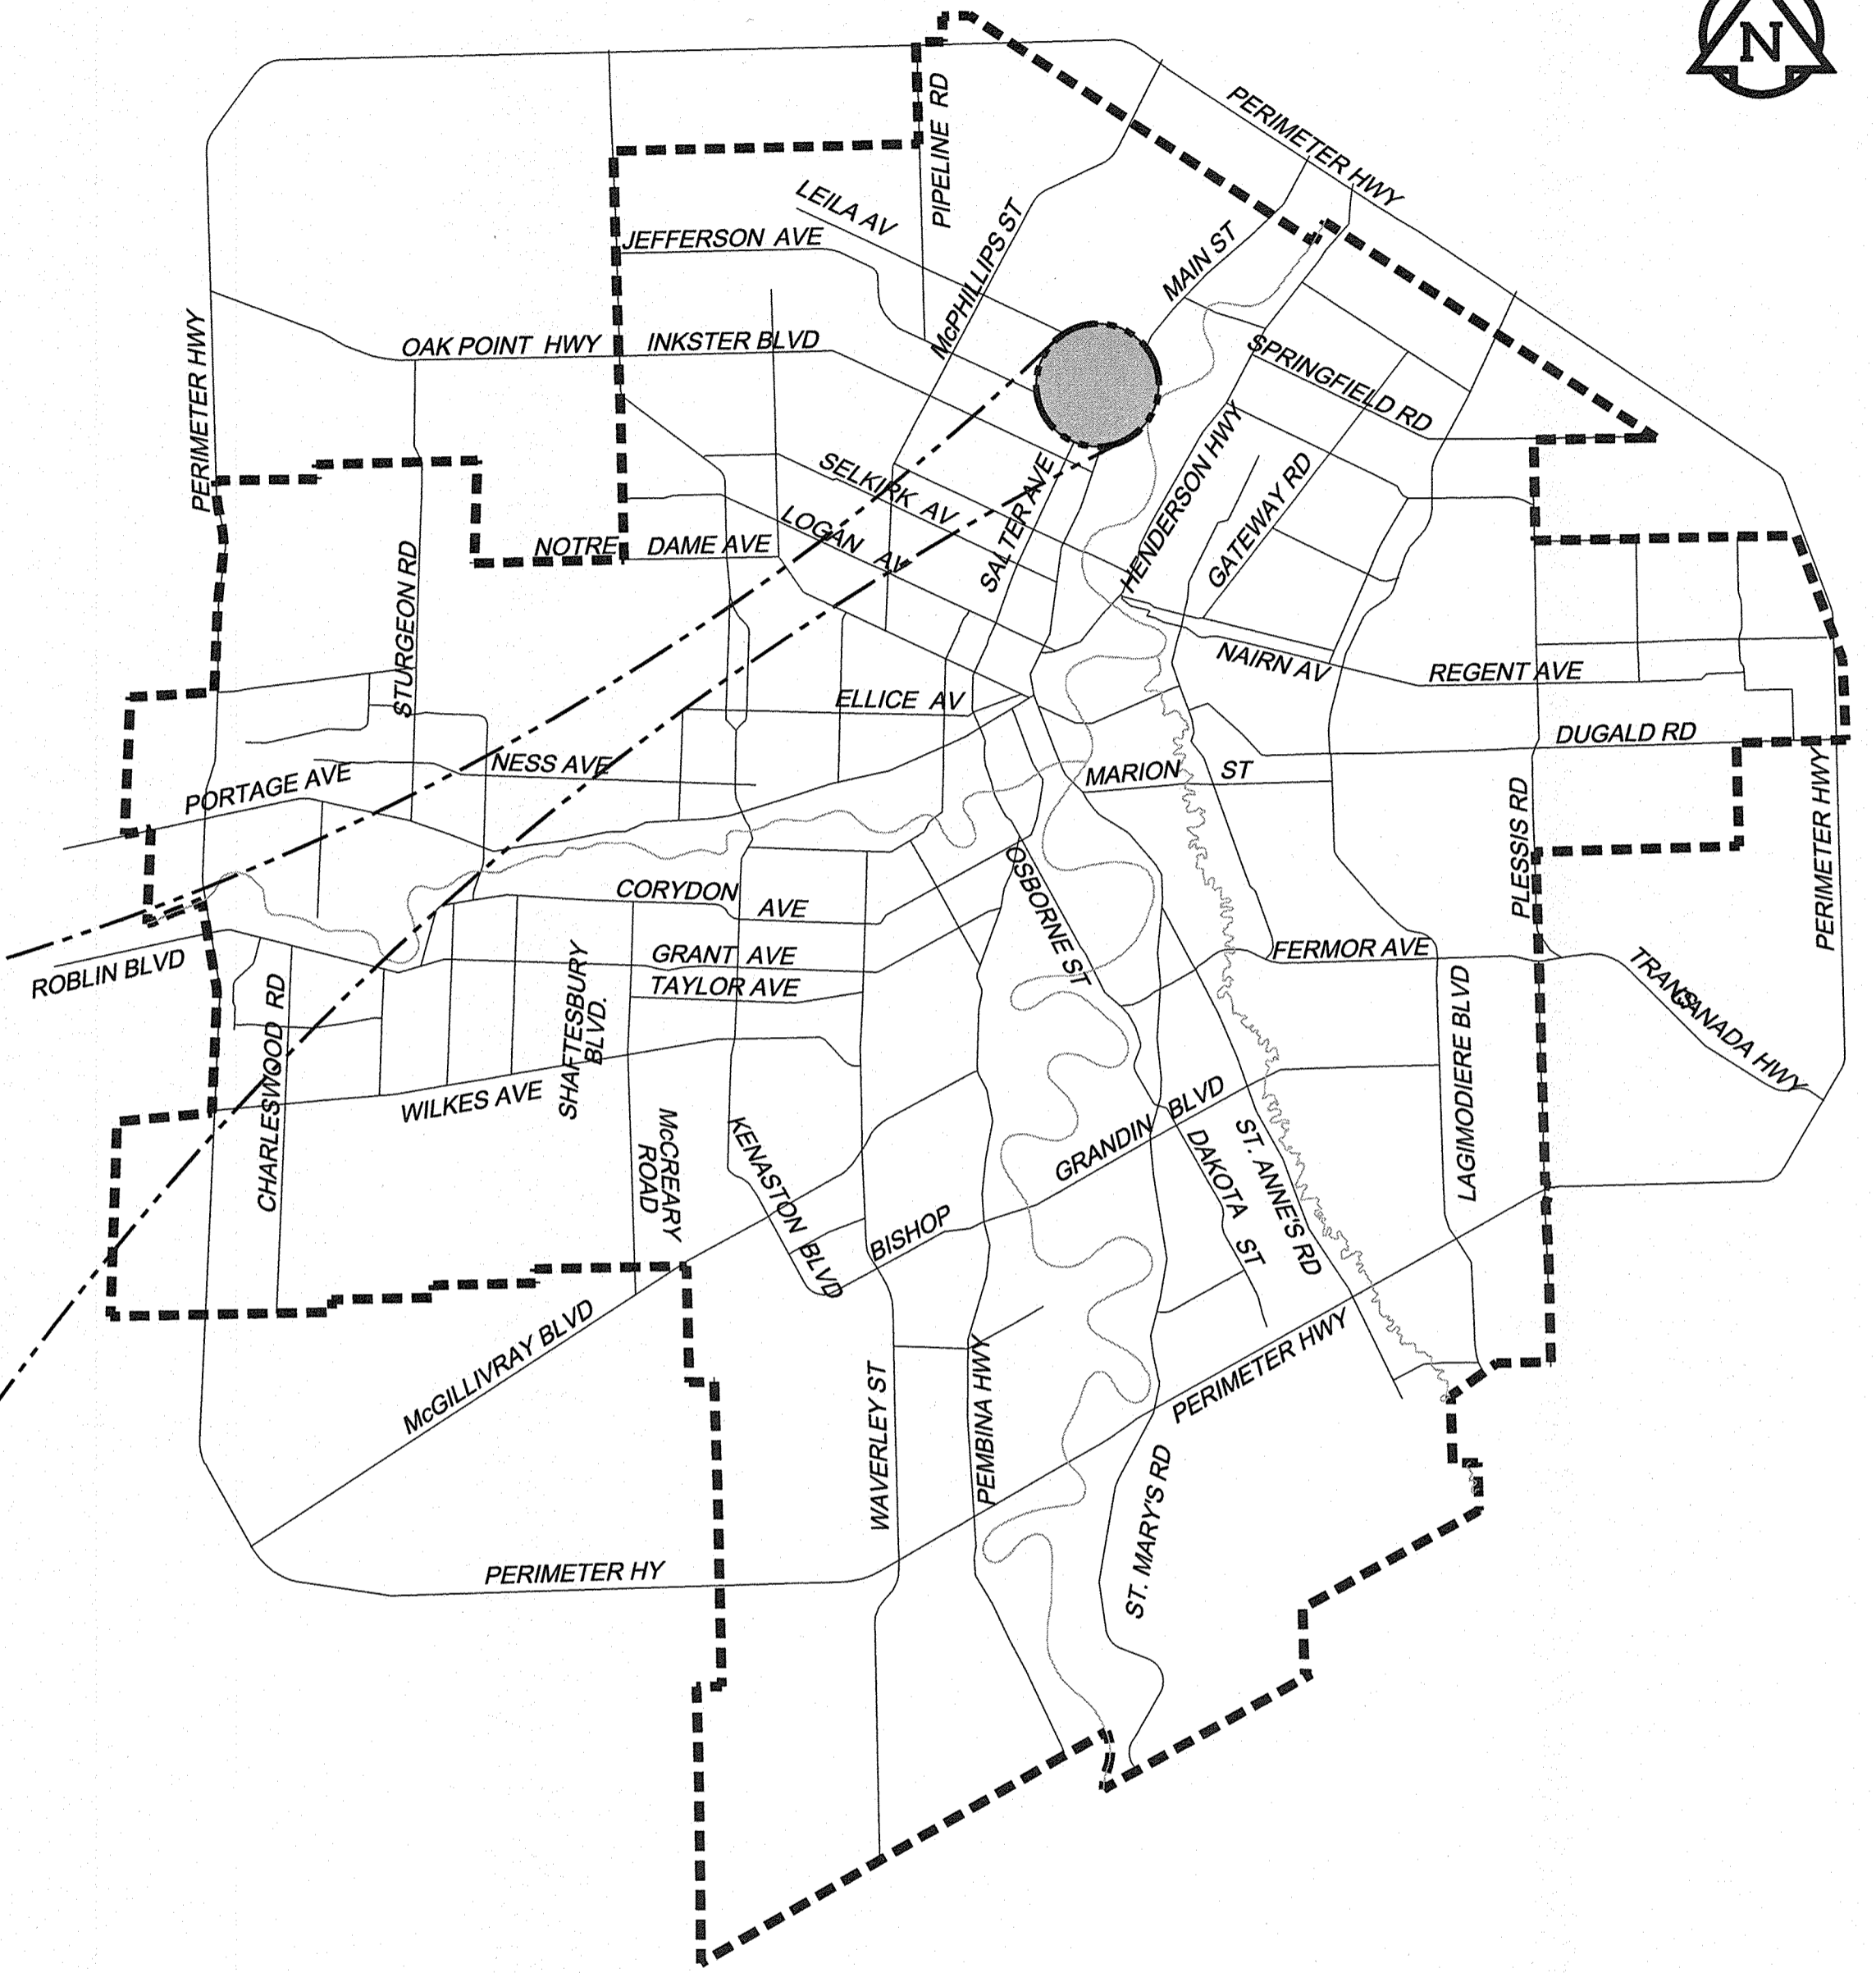 N
PERIMETER HWY
PIPELINE RD
LEILA AV
McPHILLIPS ST
JEFFERSON AVE
MAIN ST
PERIMETER HWY
OAK POINT HWY
INKSTER BLVD
SPRINGFIELD RD
SELKIRK AV
SALTER AVE
HENDERSON HWY
GATEWAY RD
LOGAN AV
NOTRE DAME AVE
STURGEON RD
NAIRN AV
REGENT AVE
ELLICE AV
DUGALD RD
NESS AVE
PORTAGE AVE
MARION ST
PLESSIS RD
PERIMETER HWY
OSBORNE ST
CORYDON AVE
GRANT AVE
FERMOR AVE
ROBLIN BLVD
TAYLOR AVE
TRANS
CANADA HWY
CHARLESWOOD RD
SHAFTESBURY
BLVD.
LAGIMODIERE BLVD
WILKES AVE
McCREARY
ROAD
KENASTON BLVD
BISHOP
GRANDIN BLVD
DAKOTA ST
ST. ANNE'S RD
McGILLIVRAY BLVD
WAVERLEY ST
PEMBINA HWY
PERIMETER HWY
ST. MARY'S RD
PERIMETER HY